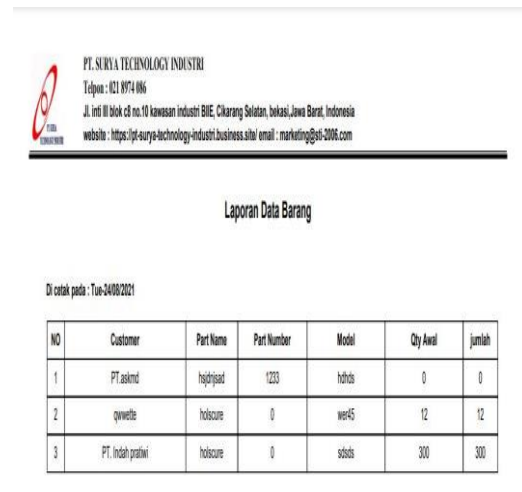 PT. SURYA TECHNOLOGY INDUSTRI
Telpon : 021 8974 086
Jl. inti III blok c8 no.10 kawasan industri BIIE, Cikarang Selatan, bekasi,Jawa Barat, Indonesia
website : https://pt-surya-technology-industri.business.site/ email : marketing@sti-2006.com
PT.SURYA
TECHNOLOGY INDUSTRI
Laporan Data Barang
Di cetak pada : Tue-24/08/2021
NO Customer Part Name Part Number Model Qty Awal jumlah
1 PT.askmd hsjdnjsad 1233 hdhds 0 0
2 qwwette holscure 0 wer45 12 12
3 PT. Indah pratiwi holscure 0 sdsds 300 300